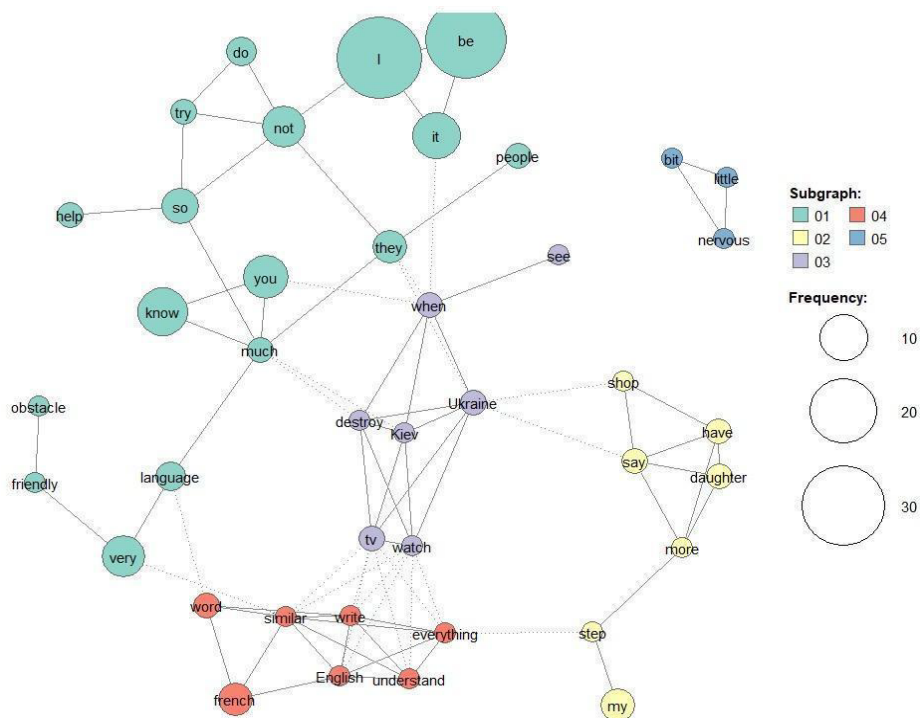 I
be
do
try
not
it
people
help
so
they
see
you
know
when
much
bit
little
nervous
Subgraph:
01 04
02 05
03
Frequency:
10
20
30
obstacle
friendly
language
very
destroy
Kiev
Ukraine
shop
have
say
daughter
more
tv
watch
word
similar
write
everything
English
understand
french
step
my